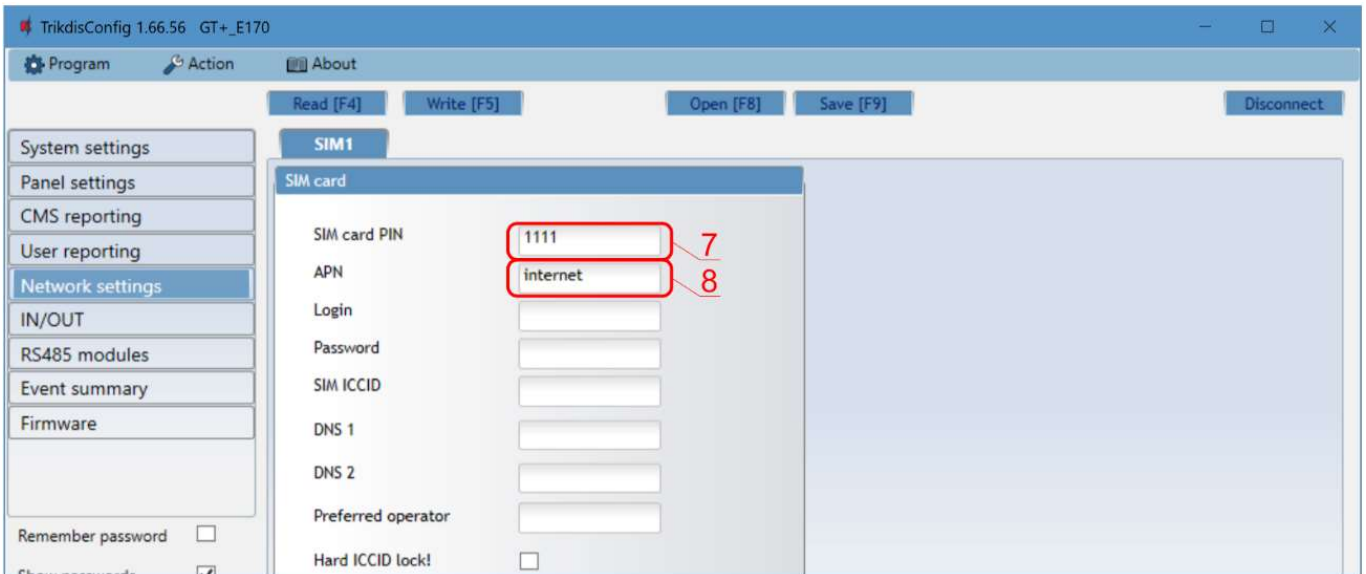 TrikdisConfig 1.66.56 GT+_E170
Program Action About
Read [F4] Write [F5] Open [F8] Save [F9] Disconnect
System settings
Panel settings
CMS reporting
User reporting
Network settings
IN/OUT
RS485 modules
Event summary
Firmware
Remember password
Show passwords
SIM1
SIM card
SIM card PIN 1111 7
APN internet 8
Login
Password
SIM ICCID
DNS 1
DNS 2
Preferred operator
Hard ICCID lock!